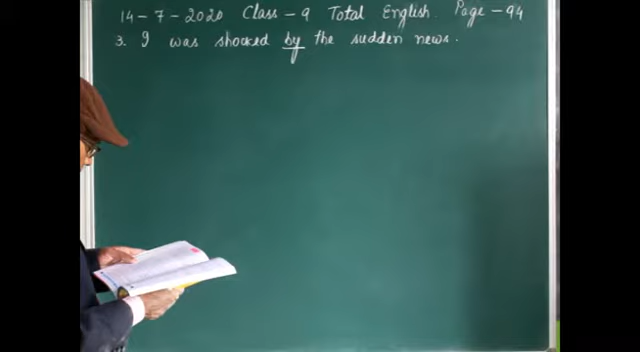 14-7-2020 Class-9 Total English. Page-94
3. I was shocked by the sudden news.